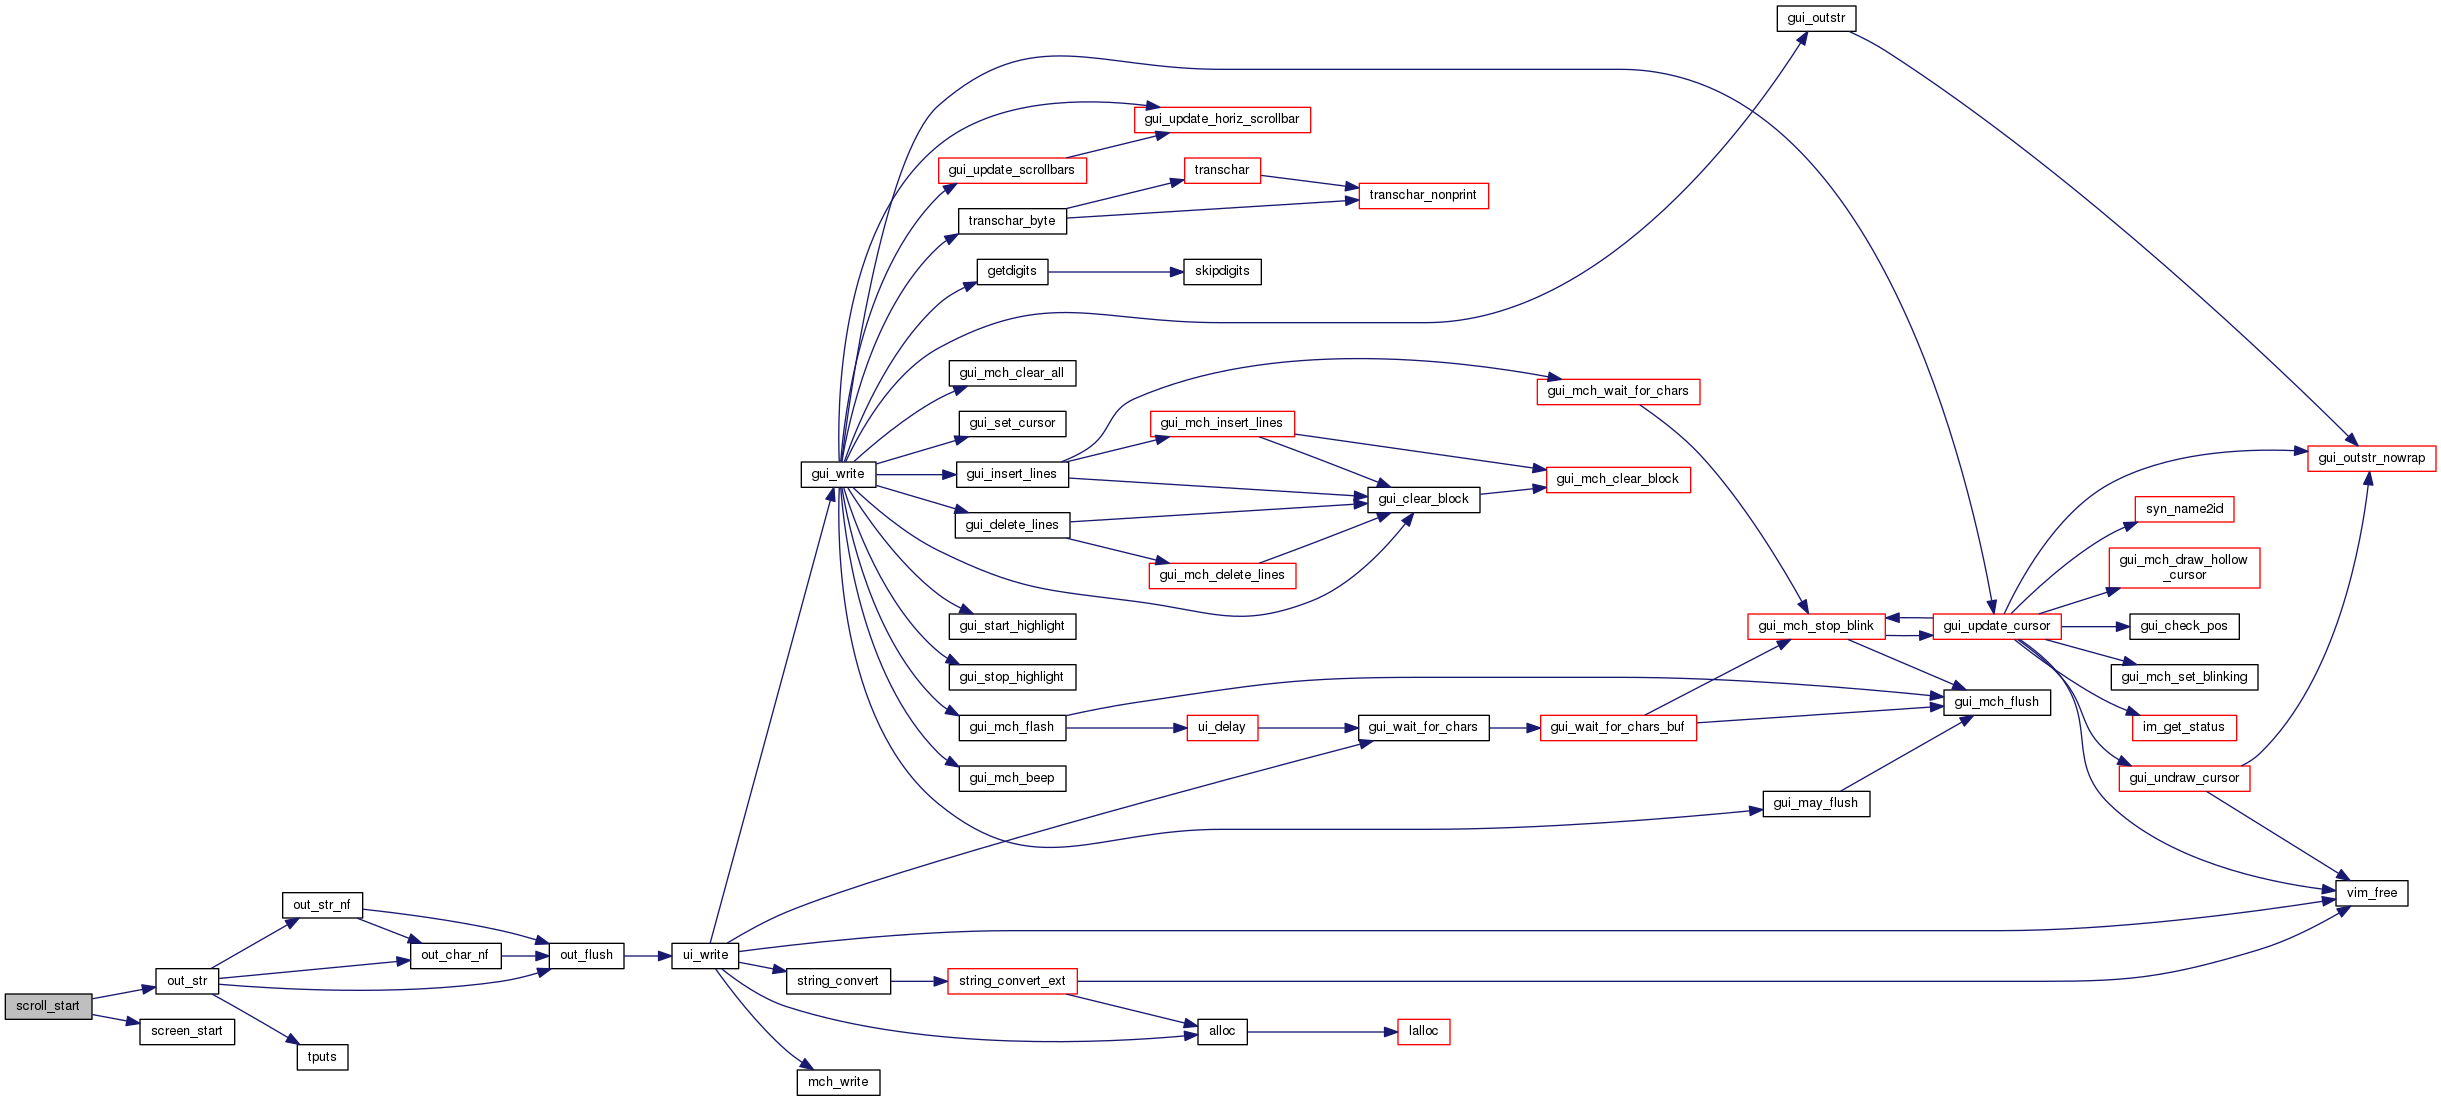 gui_outstr
gui_update_horiz_scrollbar
gui_update_scrollbars
transchar
transchar_nonprint
transchar_byte
getdigits
skipdigits
gui_mch_clear_all
gui_mch_wait_for_chars
gui_set_cursor
gui_mch_insert_lines
gui_outstr_nowrap
gui_write
gui_insert_lines
gui_mch_clear_block
gui_clear_block
syn_name2id
gui_delete_lines
gui_mch_delete_lines
gui_mch_draw_hollow
_cursor
gui_start_highlight
gui_mch_stop_blink
gui_update_cursor
gui_check_pos
gui_stop_highlight
gui_mch_set_blinking
gui_mch_flush
gui_mch_flash
ui_delay
gui_wait_for_chars
gui_wait_for_chars_buf
im_get_status
gui_mch_beep
gui_undraw_cursor
gui_may_flush
vim_free
out_str_nf
out_char_nf
out_flush
ui_write
out_str
string_convert
string_convert_ext
scroll_start
screen_start
alloc
lalloc
tputs
mch_write